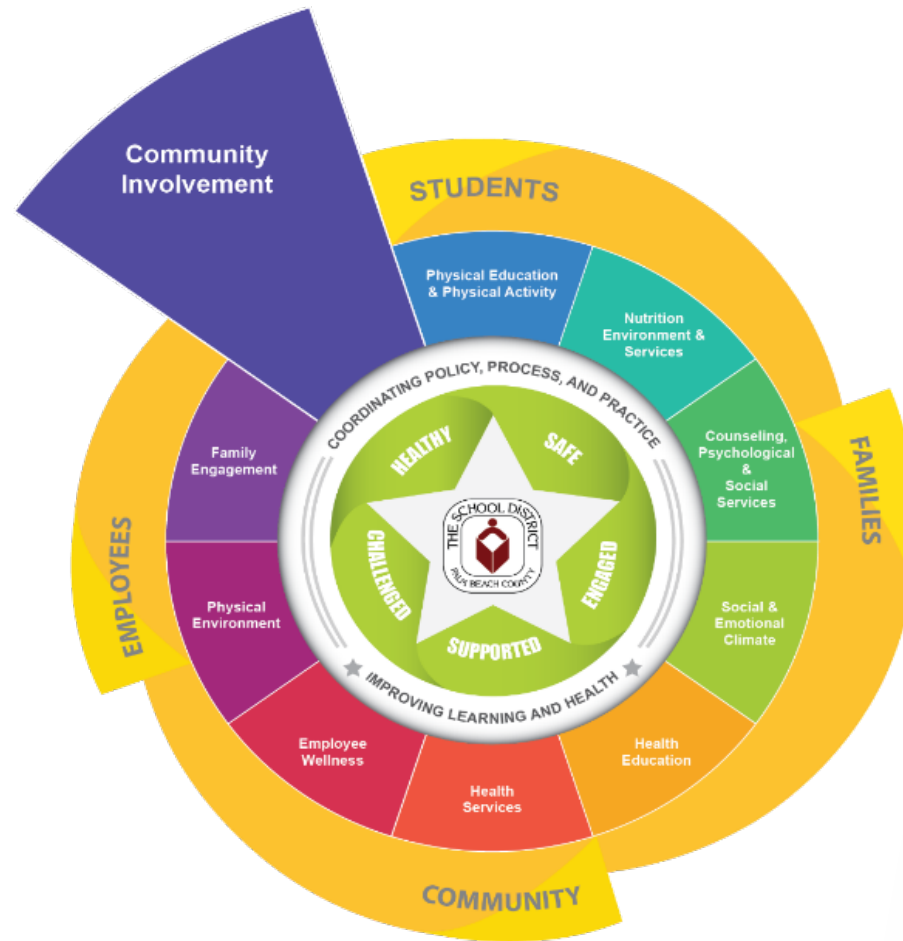 Community
Involvement
STUDENTS
Physical Education
& Physical Activity
Nutrition
Environment &
Services
Counseling,
Psychological
&
Social
Services
FAMILIES
Social &
Emotional
Climate
Health
Education
Health
Services
COMMUNITY
Employee
Wellness
Physical
Environment
EMPLOYEES
Family
Engagement
COORDINATING POLICY, PROCESS, AND PRACTICE
IMPROVING LEARNING AND HEALTH
HEALTHY
SAFE
ENGAGED
SUPPORTED
CHALLENGED
THE SCHOOL DISTRICT
PALM BEACH COUNTY